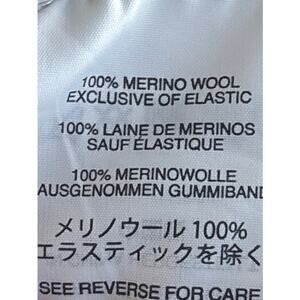 100% MERINO WOOL
EXCLUSIVE OF ELASTIC
100% LAINE DE MERINOS
SAUF ÉLASTIQUE
100% MERINOWOLLE
AUSGENOMMEN GUMMIBAND
メリノウール 100%
エラスティックを除く
SEE REVERSE FOR CARE